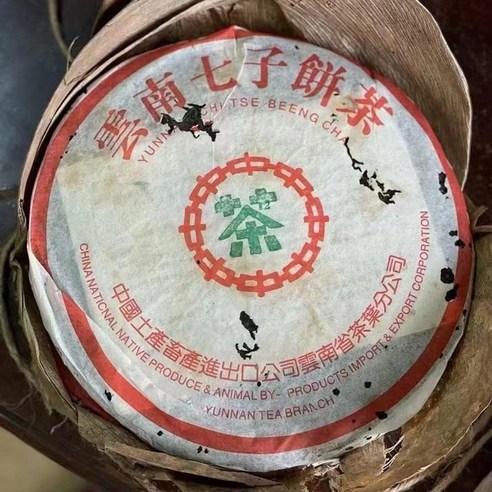 雲南七子餅茶
YUNNAN CHI TSE BEENG CHA
茶
中國土產畜產進出口公司雲南省茶葉分公司
CHINA NATIONAL NATIVE PRODUCE & ANIMAL BY- PRODUCTS IMPORT & EXPORT CORPORATION
YUNNAN TEA BRANCH